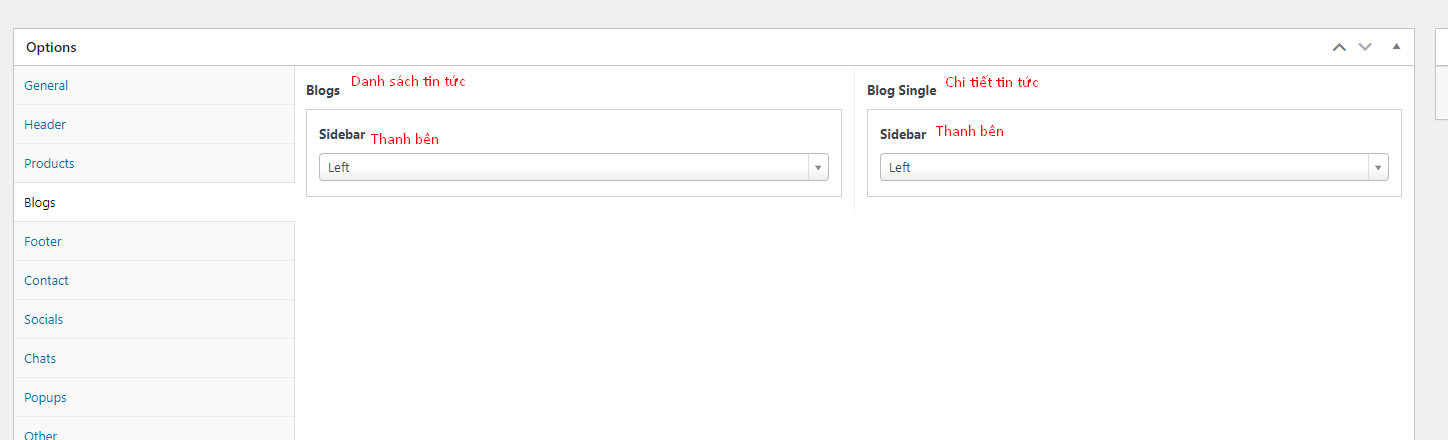 Options
General
Header
Products
Blogs
Footer
Contact
Socials
Chats
Popups
Other
Blogs Danh sách tin tức
Sidebar Thanh bên
Left
Blog Single Chi tiết tin tức
Sidebar Thanh bên
Left